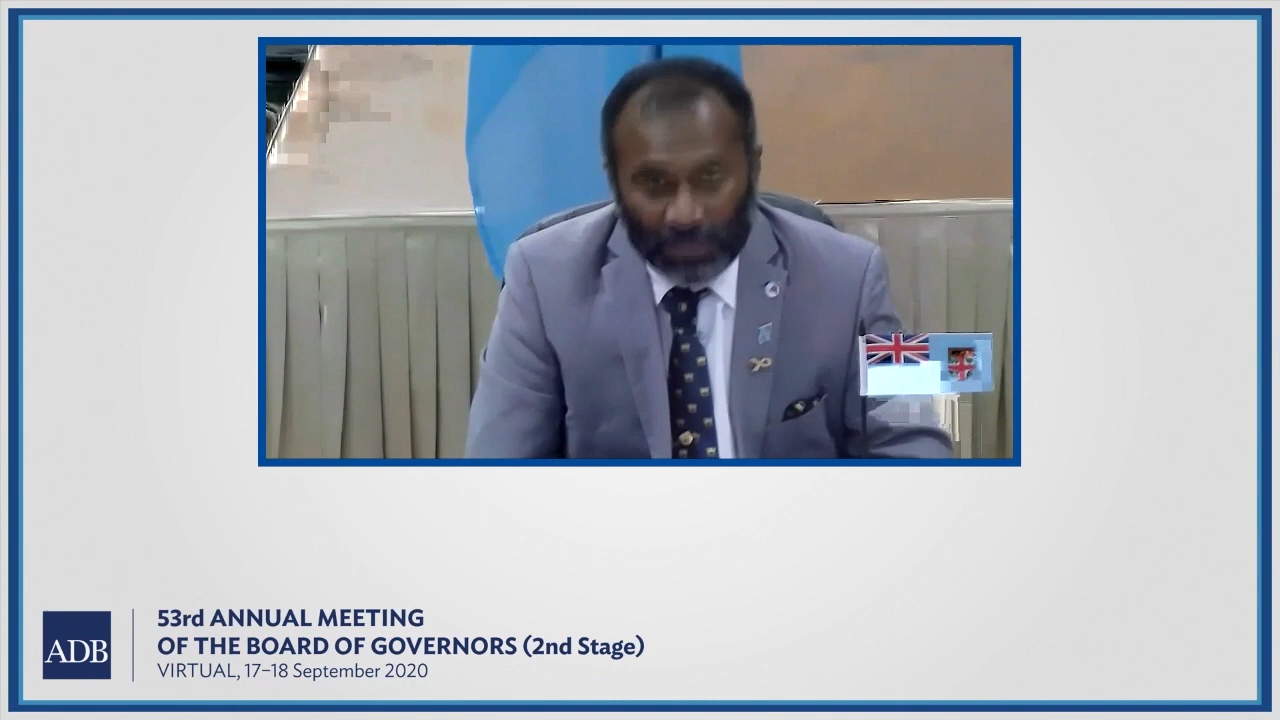 ADB
53rd ANNUAL MEETING
OF THE BOARD OF GOVERNORS (2nd Stage)
VIRTUAL, 17–18 September 2020